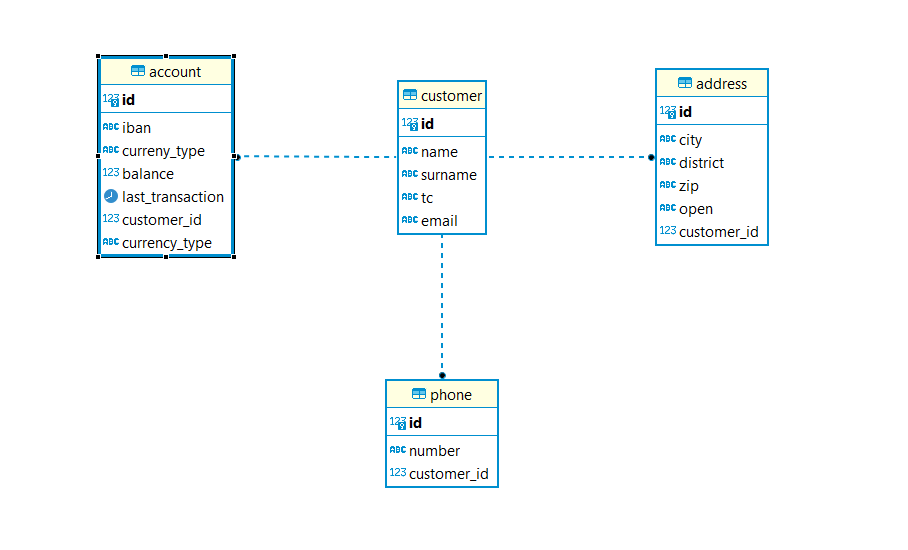 account
123 id
ABC iban
ABC curreny_type
123 balance
last_transaction
123 customer_id
ABC currency_type
customer
123 id
ABC name
ABC surname
ABC tc
ABC email
address
123 id
ABC city
ABC district
ABC zip
ABC open
123 customer_id
phone
123 id
ABC number
123 customer_id